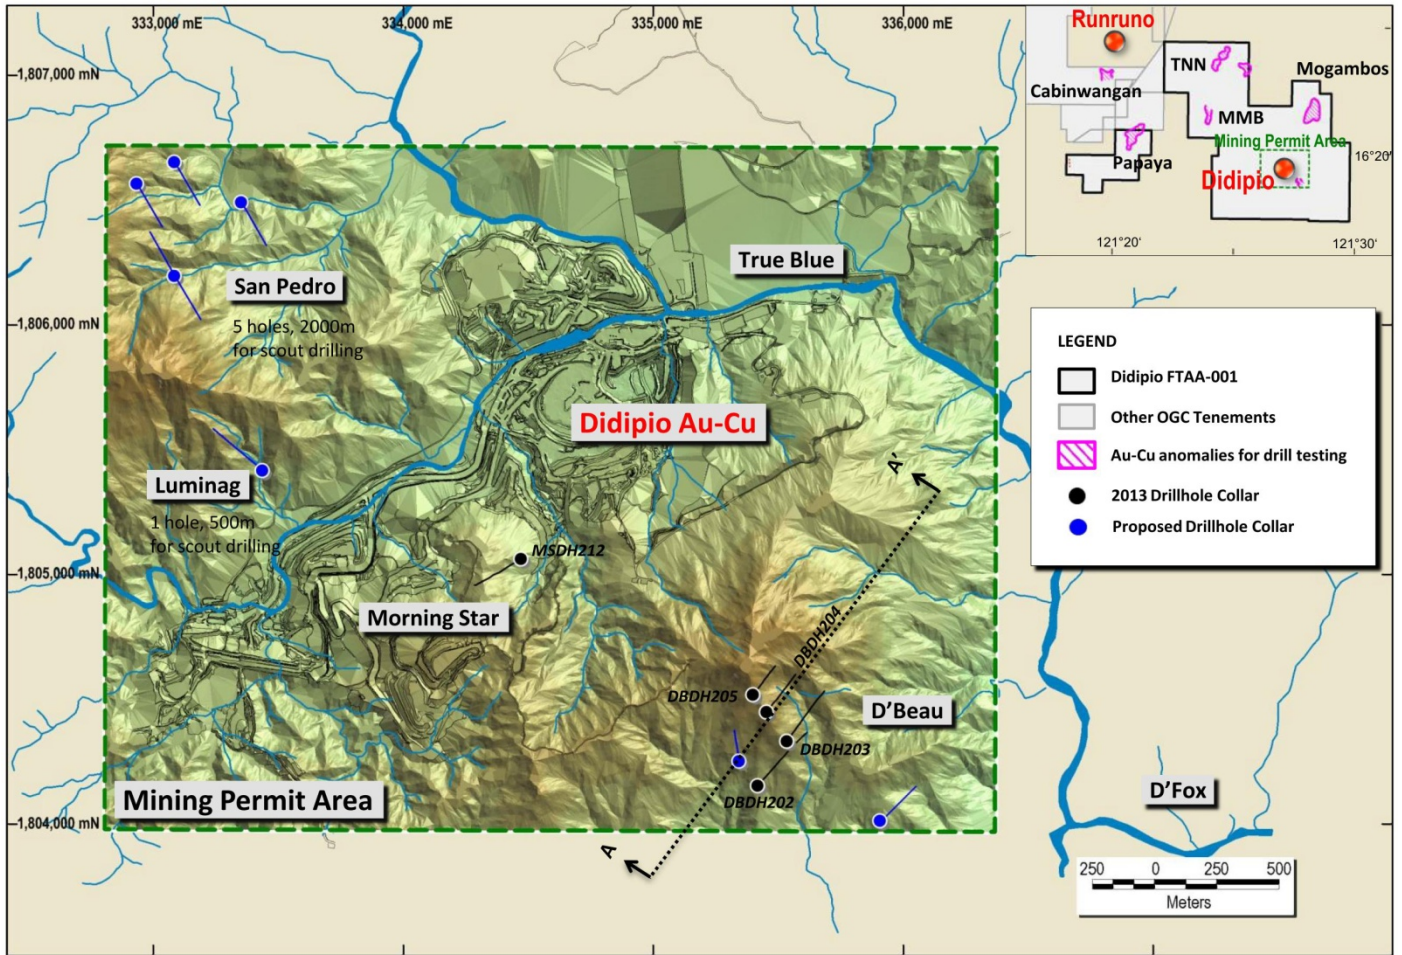 333,000 mE
334,000 mE
335,000 mE
336,000 mE
1,807,000 mN
1,806,000 mN
1,805,000 mN
1,804,000 mN
Runruno
TNN
Mogambos
Cabinwangan
MMB
Mining Permit Area
Papaya
Didipio
16°20'
121°20'
121°30'
True Blue
San Pedro
5 holes, 2000m
for scout drilling
Didipio Au-Cu
A'
Luminag
1 hole, 500m
for scout drilling
MSDH212
Morning Star
DBDH204
DBDH205
D'Beau
DBDH203
DBDH202
Mining Permit Area
A
D'Fox
LEGEND
Didipio FTAA-001
Other OGC Tenements
Au-Cu anomalies for drill testing
2013 Drillhole Collar
Proposed Drillhole Collar
250 0 250 500
Meters